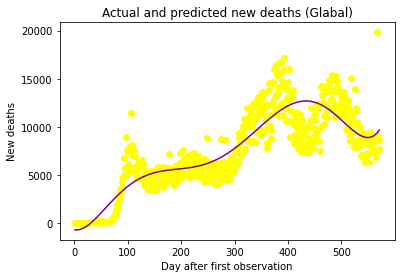 Actual and predicted new deaths (Glabal)
20000
15000
10000
5000
0
New deaths
0 100 200 300 400 500
Day after first observation